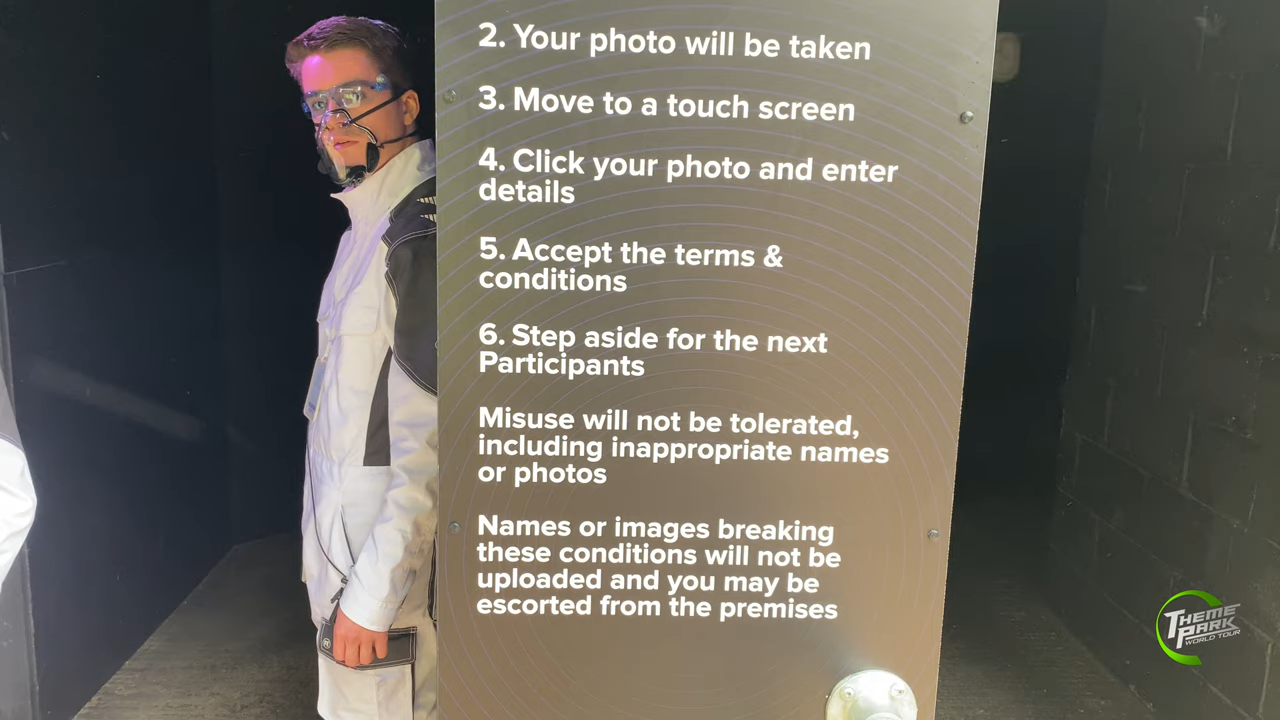 2. Your photo will be taken
3. Move to a touch screen
4. Click your photo and enter
details
5. Accept the terms &
conditions
6. Step aside for the next
Participants
Misuse will not be tolerated,
including inappropriate names
or photos
Names or images breaking
these conditions will not be
uploaded and you may be
escorted from the premises
THEME
PARK
WORLD TOUR